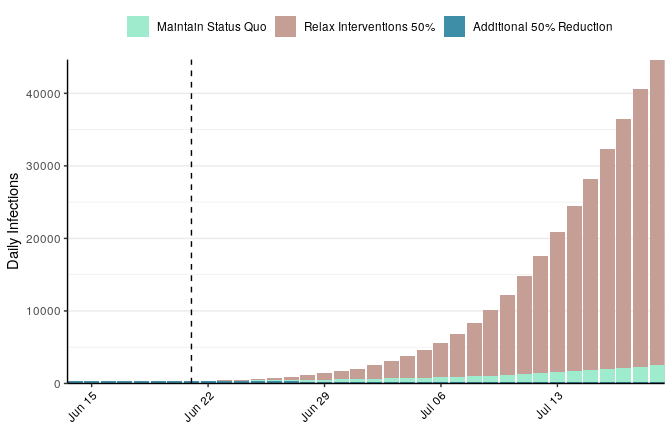 Maintain Status Quo Relax Interventions 50% Additional 50% Reduction
Daily Infections
40000
30000
20000
10000
0
Jun 15 Jun 22 Jun 29 Jul 06 Jul 13